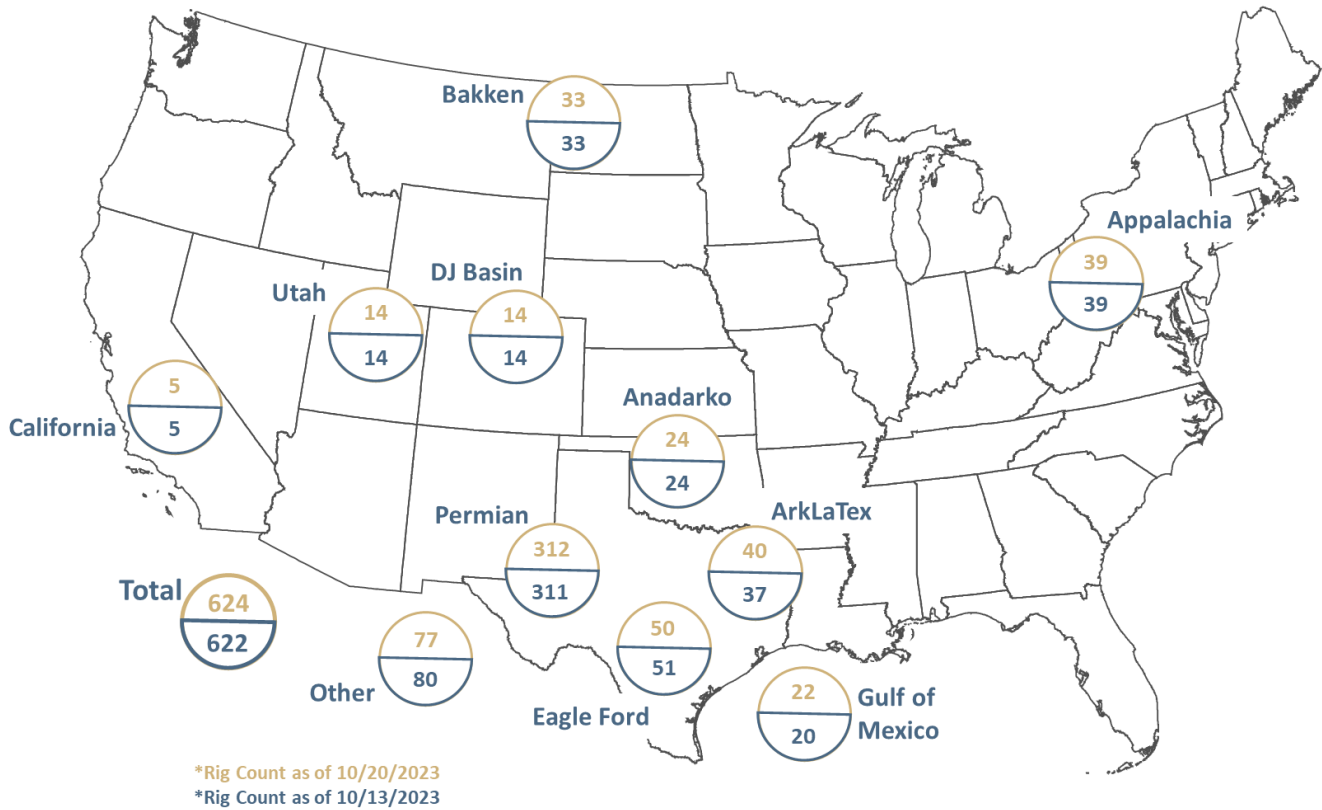 Bakken
33
33
Appalachia
39
39
DJ Basin
14
14
Utah
14
14
California
5
5
Anadarko
24
24
Permian
312
311
ArkLaTex
40
37
Total
624
622
Other
77
80
Eagle Ford
50
51
Gulf of
Mexico
22
20
*Rig Count as of 10/20/2023
*Rig Count as of 10/13/2023